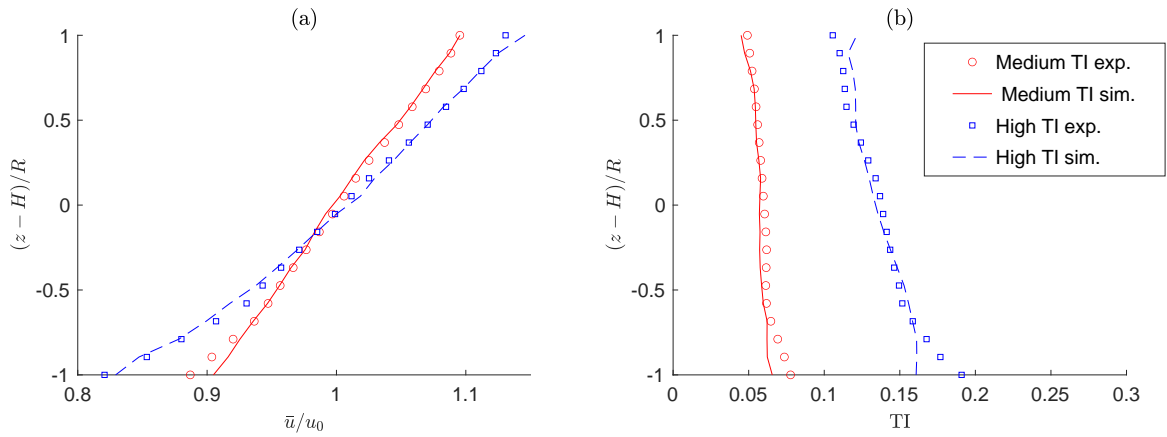 (a)
(z − H)/R
1
0.5
0
-0.5
-1
0.8
0.9
1
1.1
ū/u₀
(b)
(z − H)/R
1
0.5
0
-0.5
-1
0
0.05
0.1
0.15
0.2
0.25
0.3
TI
Medium TI exp.
Medium TI sim.
High TI exp.
High TI sim.